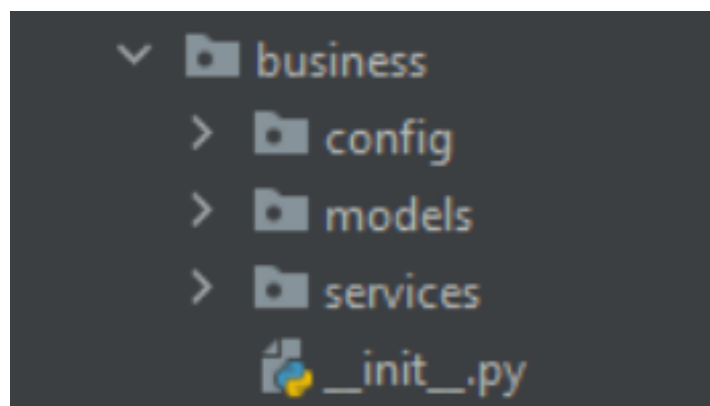 business
config
models
services
__init__.py